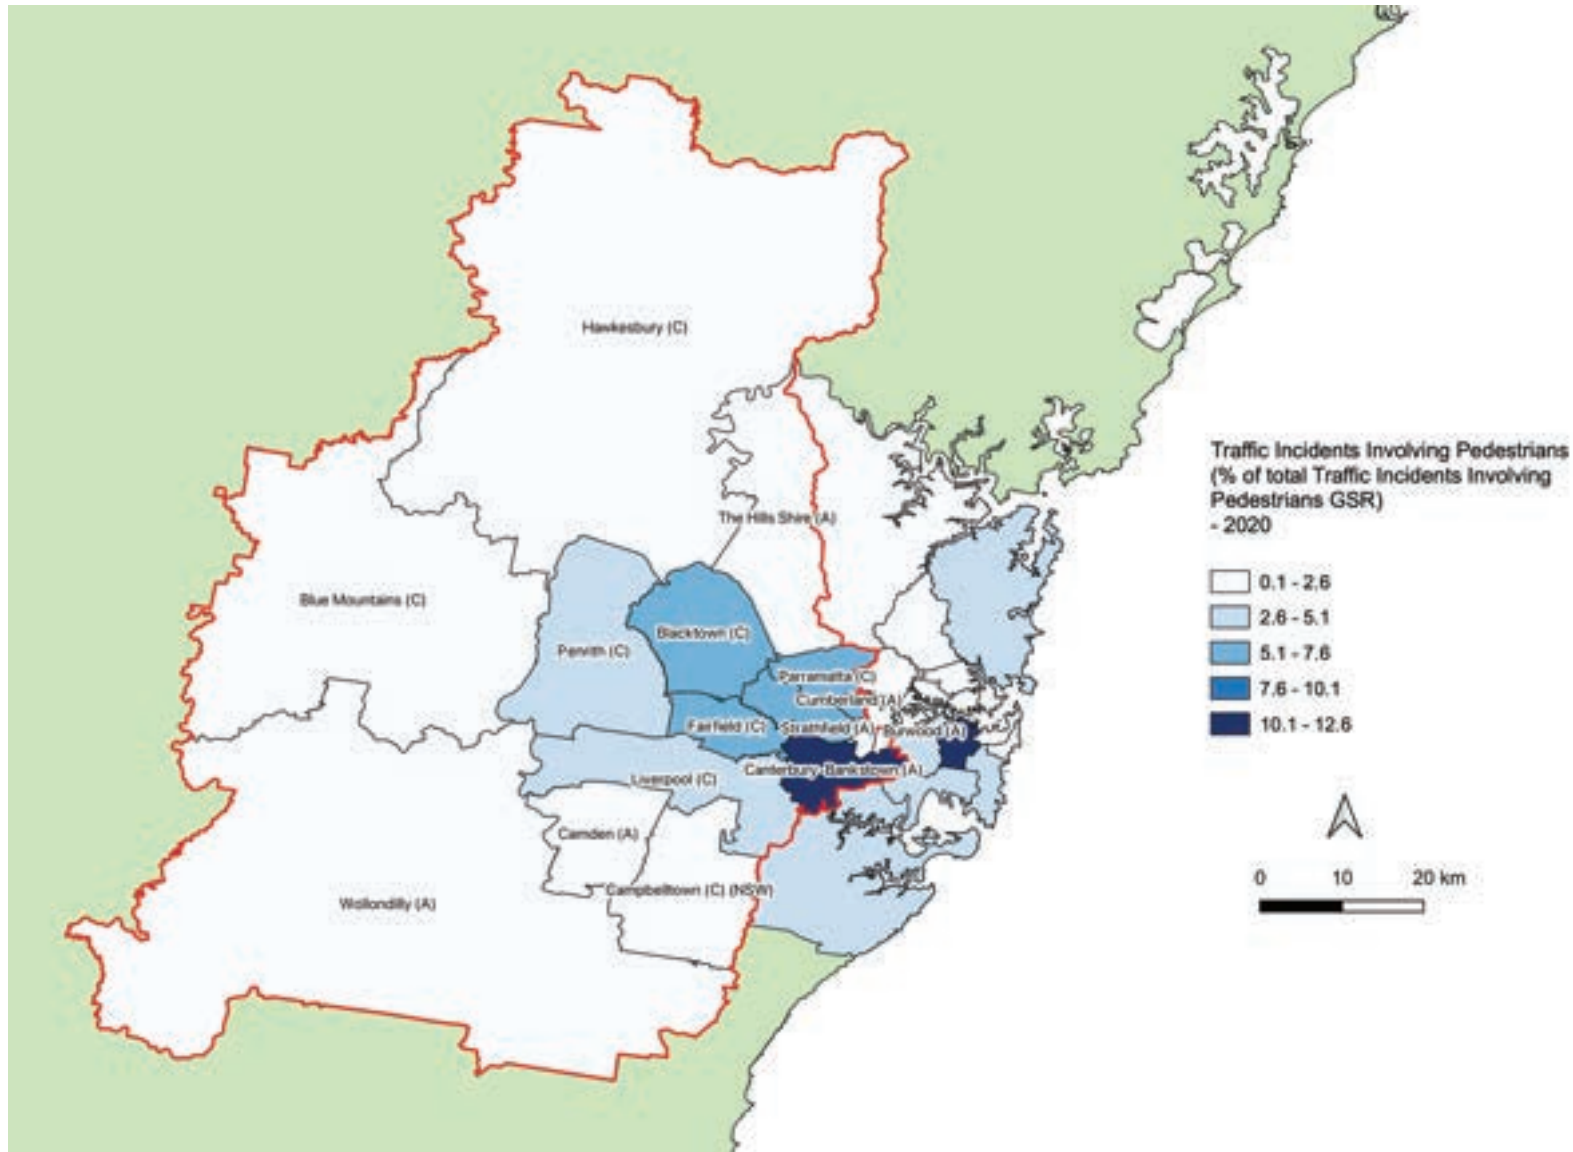 Hawkesbury (C)
The Hills Shire (A)
Blue Mountains (C)
Blacktown (C)
Penrith (C)
Parramatta (C)
Cumberland (A)
Fairfield (C)
Strathfield (A)
Burwood (A)
Canterbury-Bankstown (A)
Liverpool (C)
Camden (A)
Campbelltown (C) (NSW)
Wollondilly (A)
Traffic Incidents Involving Pedestrians
(% of total Traffic Incidents Involving
Pedestrians GSR)
- 2020
0.1 - 2.6
2.6 - 5.1
5.1 - 7.6
7.6 - 10.1
10.1 - 12.6
0 10 20 km